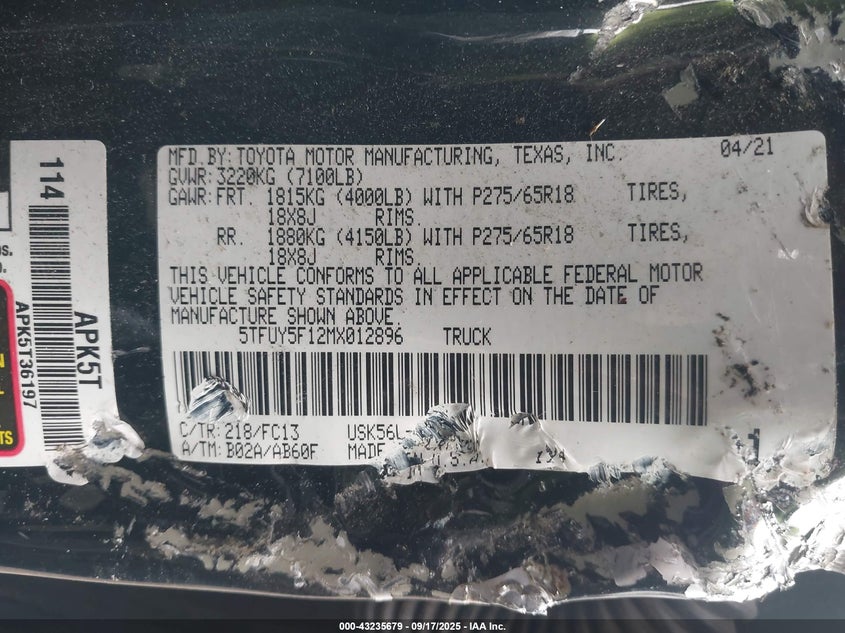 MFD.BY: TOYOTA MOTOR MANUFACTURING, TEXAS, INC. 04/21
GVWR: 3220KG (7100LB)
GAWR: FRT. 1815KG (4000LB) WITH P275/65R18 TIRES,
18X8J RIMS.
RR. 1880KG (4150LB) WITH P275/65R18 TIRES,
18X8J RIMS.
THIS VEHICLE CONFORMS TO ALL APPLICABLE FEDERAL MOTOR
VEHICLE SAFETY STANDARDS IN EFFECT ON THE DATE OF
MANUFACTURE SHOWN ABOVE.
5TFUY5F12MX012896 TRUCK
C/TR: 218/FC13 USK56L-
A/TM: B02A/AB60F MADE U.S.A.
114
APK5T
APK5T36197
TS
000-43235679 - 09/17/2025 - IAA Inc.